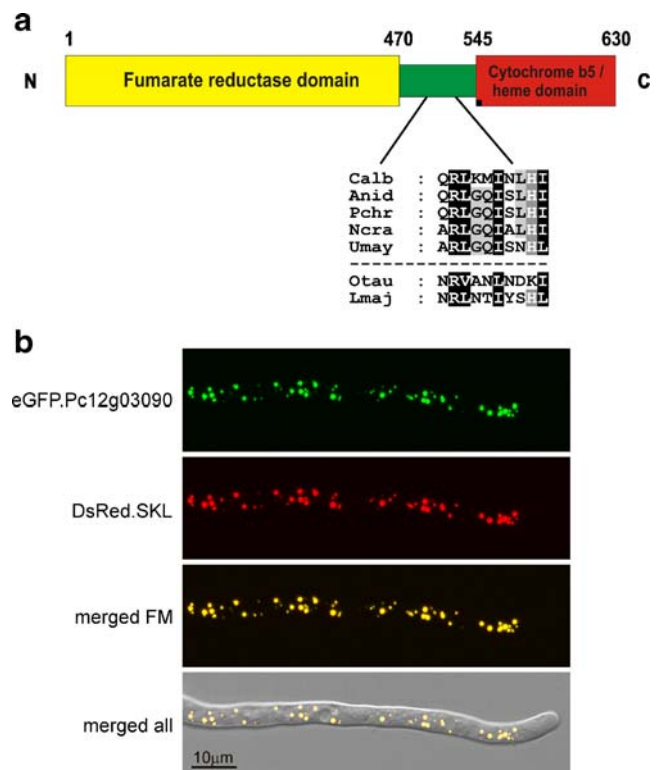 a
1 470 545 630
N Fumarate reductase domain Cytochrome b5 / C
heme domain
Calb : QRLKMINLHI
Anid : QRLGQISLHI
Pchr : QRLGQISLHI
Ncra : ARLGQIALHI
Umay : ARLGQISNHL
Otau : NRVANLNDKI
Lmaj : NRLNTIYSHL
b
eGFP.Pc12g03090
DsRed.SKL
merged FM
merged all
10μm